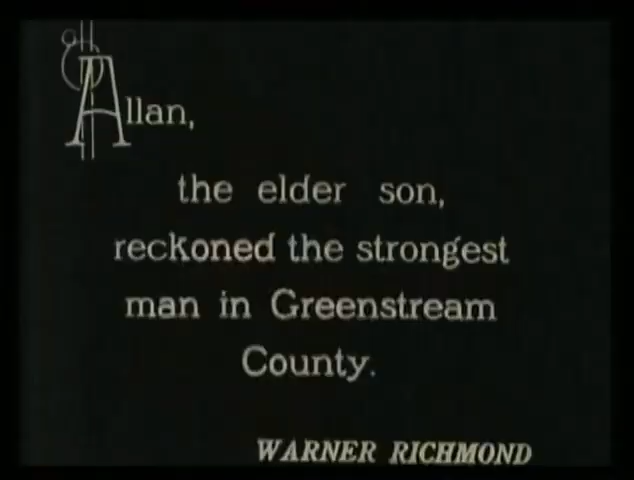 Allan,
the elder son,
reckoned the strongest
man in Greenstream
County.
WARNER RICHMOND